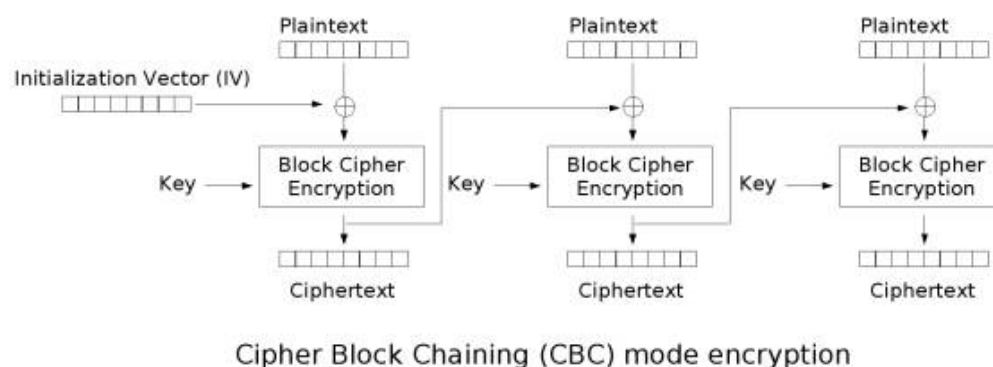 Plaintext
Plaintext
Plaintext
Initialization Vector (IV)
Key
Block Cipher
Encryption
Key
Block Cipher
Encryption
Key
Block Cipher
Encryption
Ciphertext
Ciphertext
Ciphertext
Cipher Block Chaining (CBC) mode encryption